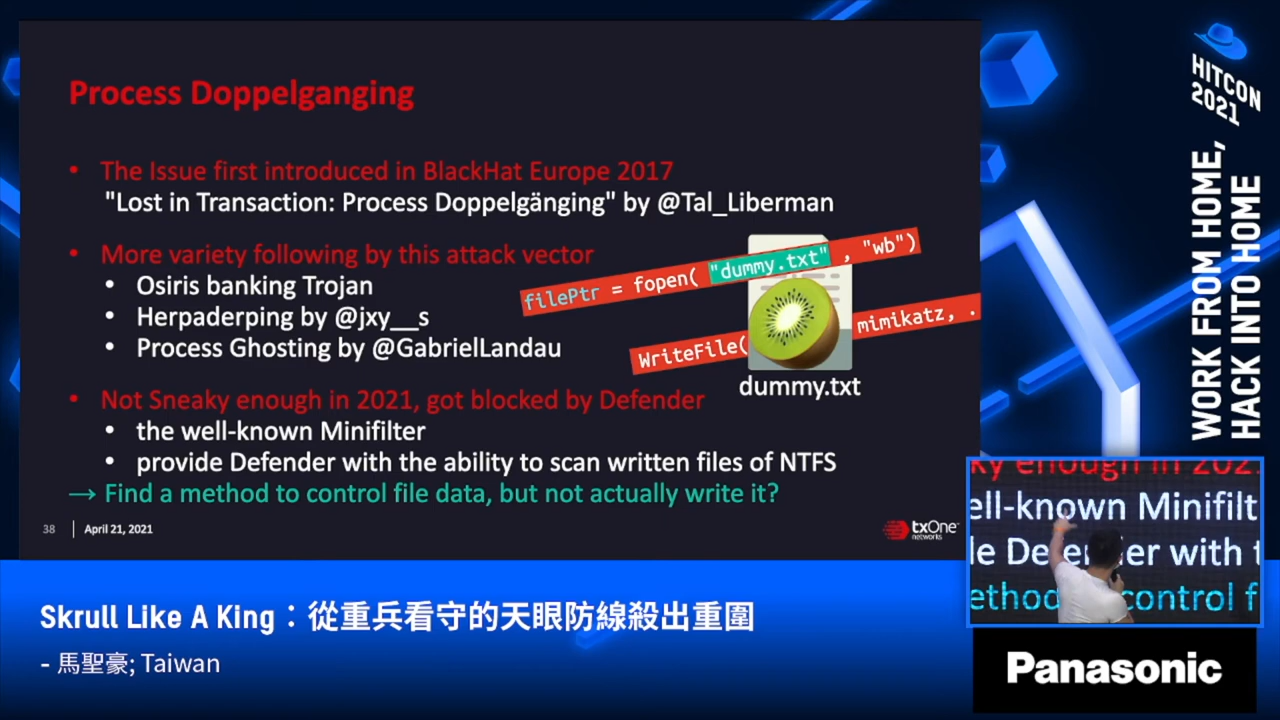 Process Doppelganging
• The Issue first introduced in BlackHat Europe 2017
"Lost in Transaction: Process Doppelgänging" by @Tal_Liberman
• More variety following by this attack vector
• Osiris banking Trojan
• Herpaderping by @jxy__s
• Process Ghosting by @GabrielLandau
filePtr = fopen( "dummy.txt" , "wb")
WriteFile( mimikatz, .
dummy.txt
• Not Sneaky enough in 2021, got blocked by Defender
• the well-known Minifilter
• provide Defender with the ability to scan written files of NTFS
→ Find a method to control file data, but not actually write it?
38 | April 21, 2021
txOne networks
HITCON 2021
WORK FROM HOME,
HACK INTO HOME
ky enough in 202
ell-known Minifilt
le Defender with t
ethod control f
Skrull Like A King：從重兵看守的天眼防線殺出重圍
- 馬聖豪; Taiwan
Panasonic